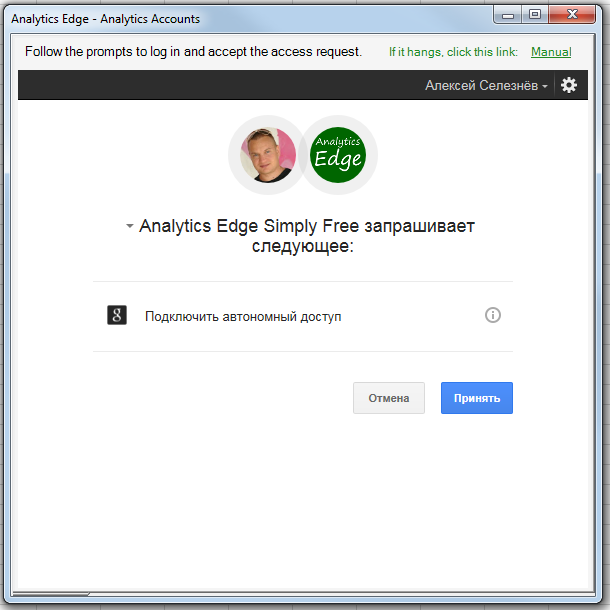 Analytics Edge - Analytics Accounts
Follow the prompts to log in and accept the access request. If it hangs, click this link: Manual
Алексей Селезнёв
Analytics
Edge
Analytics Edge Simply Free запрашивает
следующее:
g Подключить автономный доступ i
Отмена Принять